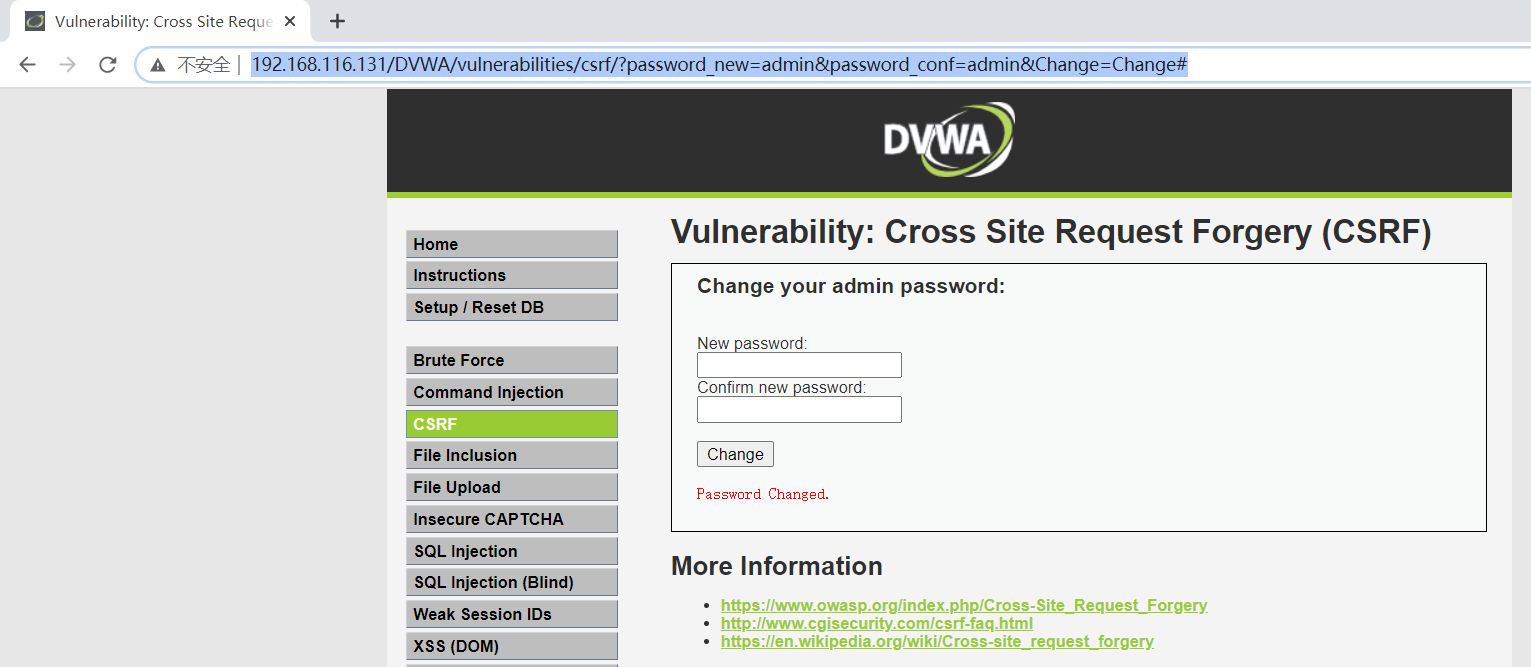 Vulnerability: Cross Site Reque
不安全 192.168.116.131/DVWA/vulnerabilities/csrf/?password_new=admin&password_conf=admin&Change=Change#
DVWA
Home
Instructions
Setup / Reset DB
Brute Force
Command Injection
CSRF
File Inclusion
File Upload
Insecure CAPTCHA
SQL Injection
SQL Injection (Blind)
Weak Session IDs
XSS (DOM)
Vulnerability: Cross Site Request Forgery (CSRF)
Change your admin password:
New password:
Confirm new password:
Change
Password Changed.
More Information
https://www.owasp.org/index.php/Cross-Site_Request_Forgery
http://www.cgisecurity.com/csrf-faq.html
https://en.wikipedia.org/wiki/Cross-site_request_forgery